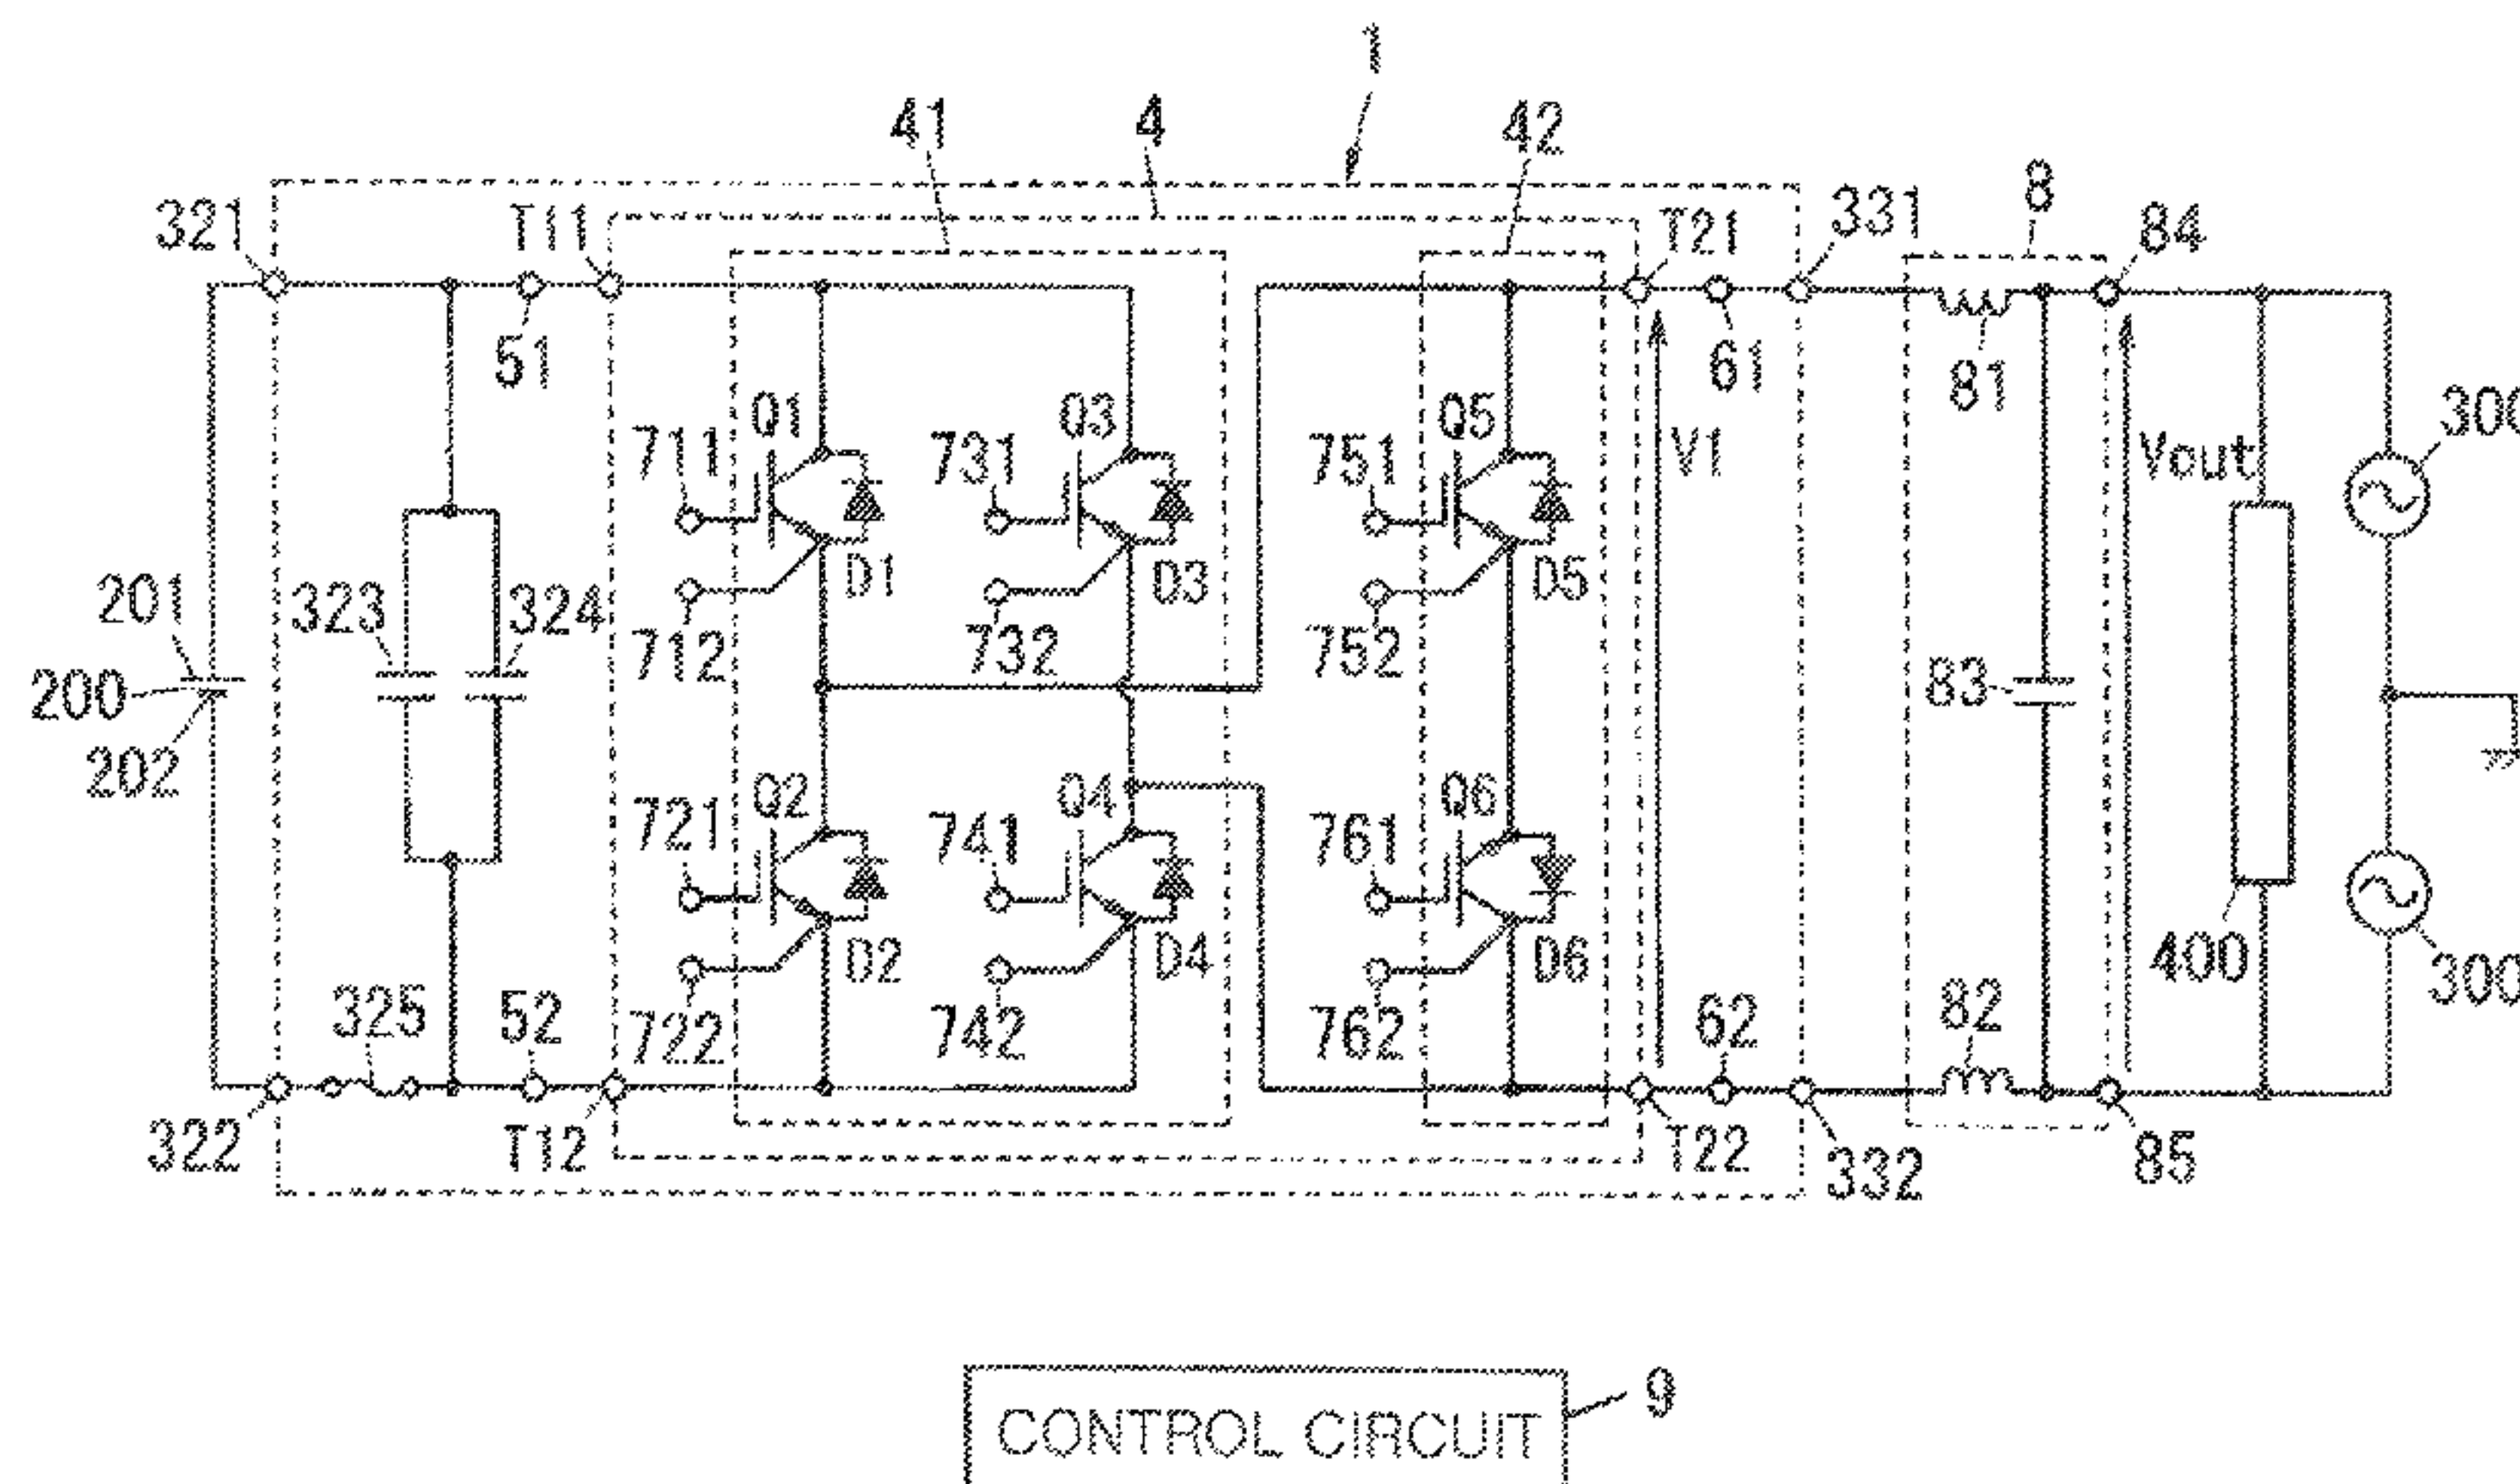 1
41 4 42
321 T11 T21 331 8 84
51 61 81
711 Q1 731 Q3 751 Q5 V1 Vout 300
D1 D3 D5
712 732 752
201 323 324
200 83
202
721 Q2 741 Q4 761 Q6
D2 D4 D6 400 300
325 52 722 742 762 62 82
322 T12 T22 332 85
CONTROL CIRCUIT 9